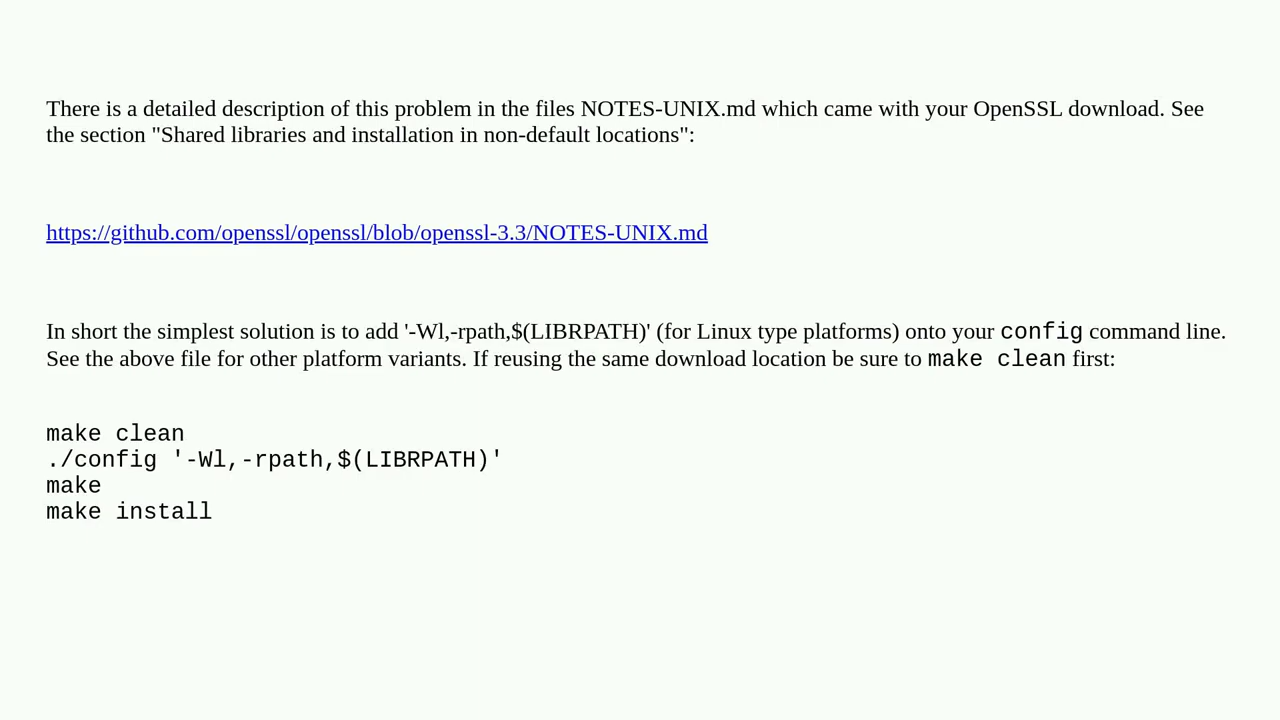 There is a detailed description of this problem in the files NOTES-UNIX.md which came with your OpenSSL download. See
the section "Shared libraries and installation in non-default locations":
https://github.com/openssl/openssl/blob/openssl-3.3/NOTES-UNIX.md
In short the simplest solution is to add '-Wl,-rpath,$(LIBRPATH)' (for Linux type platforms) onto your config command line.
See the above file for other platform variants. If reusing the same download location be sure to make clean first:
make clean
./config '-Wl,-rpath,$(LIBRPATH)'
make
make install